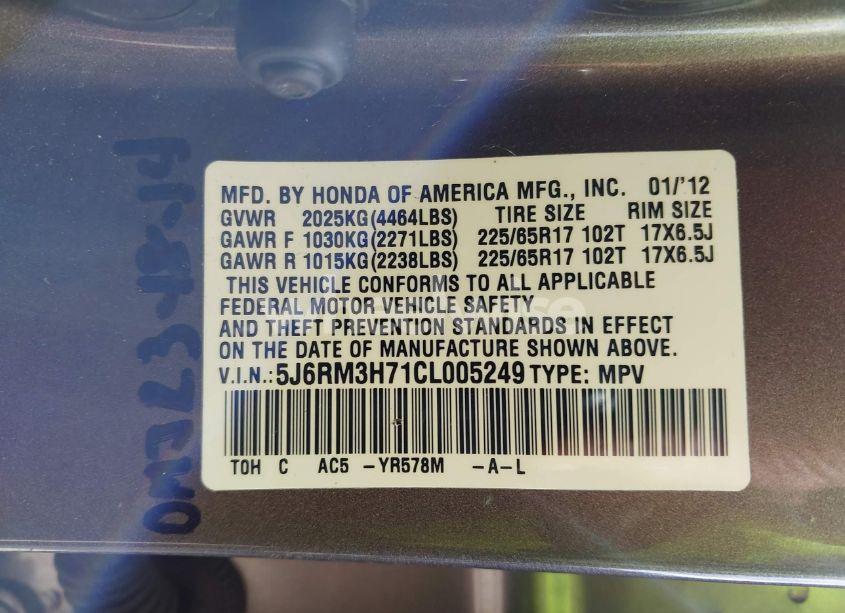 MFD. BY HONDA OF AMERICA MFG., INC. 01/'12
GVWR 2025KG(4464LBS) TIRE SIZE RIM SIZE
GAWR F 1030KG(2271LBS) 225/65R17 102T 17X6.5J
GAWR R 1015KG(2238LBS) 225/65R17 102T 17X6.5J
THIS VEHICLE CONFORMS TO ALL APPLICABLE
FEDERAL MOTOR VEHICLE SAFETY
AND THEFT PREVENTION STANDARDS IN EFFECT
ON THE DATE OF MANUFACTURE SHOWN ABOVE.
V.I.N.: 5J6RM3H71CL005249 TYPE: MPV
TOH C AC5 -YR578M -A-L